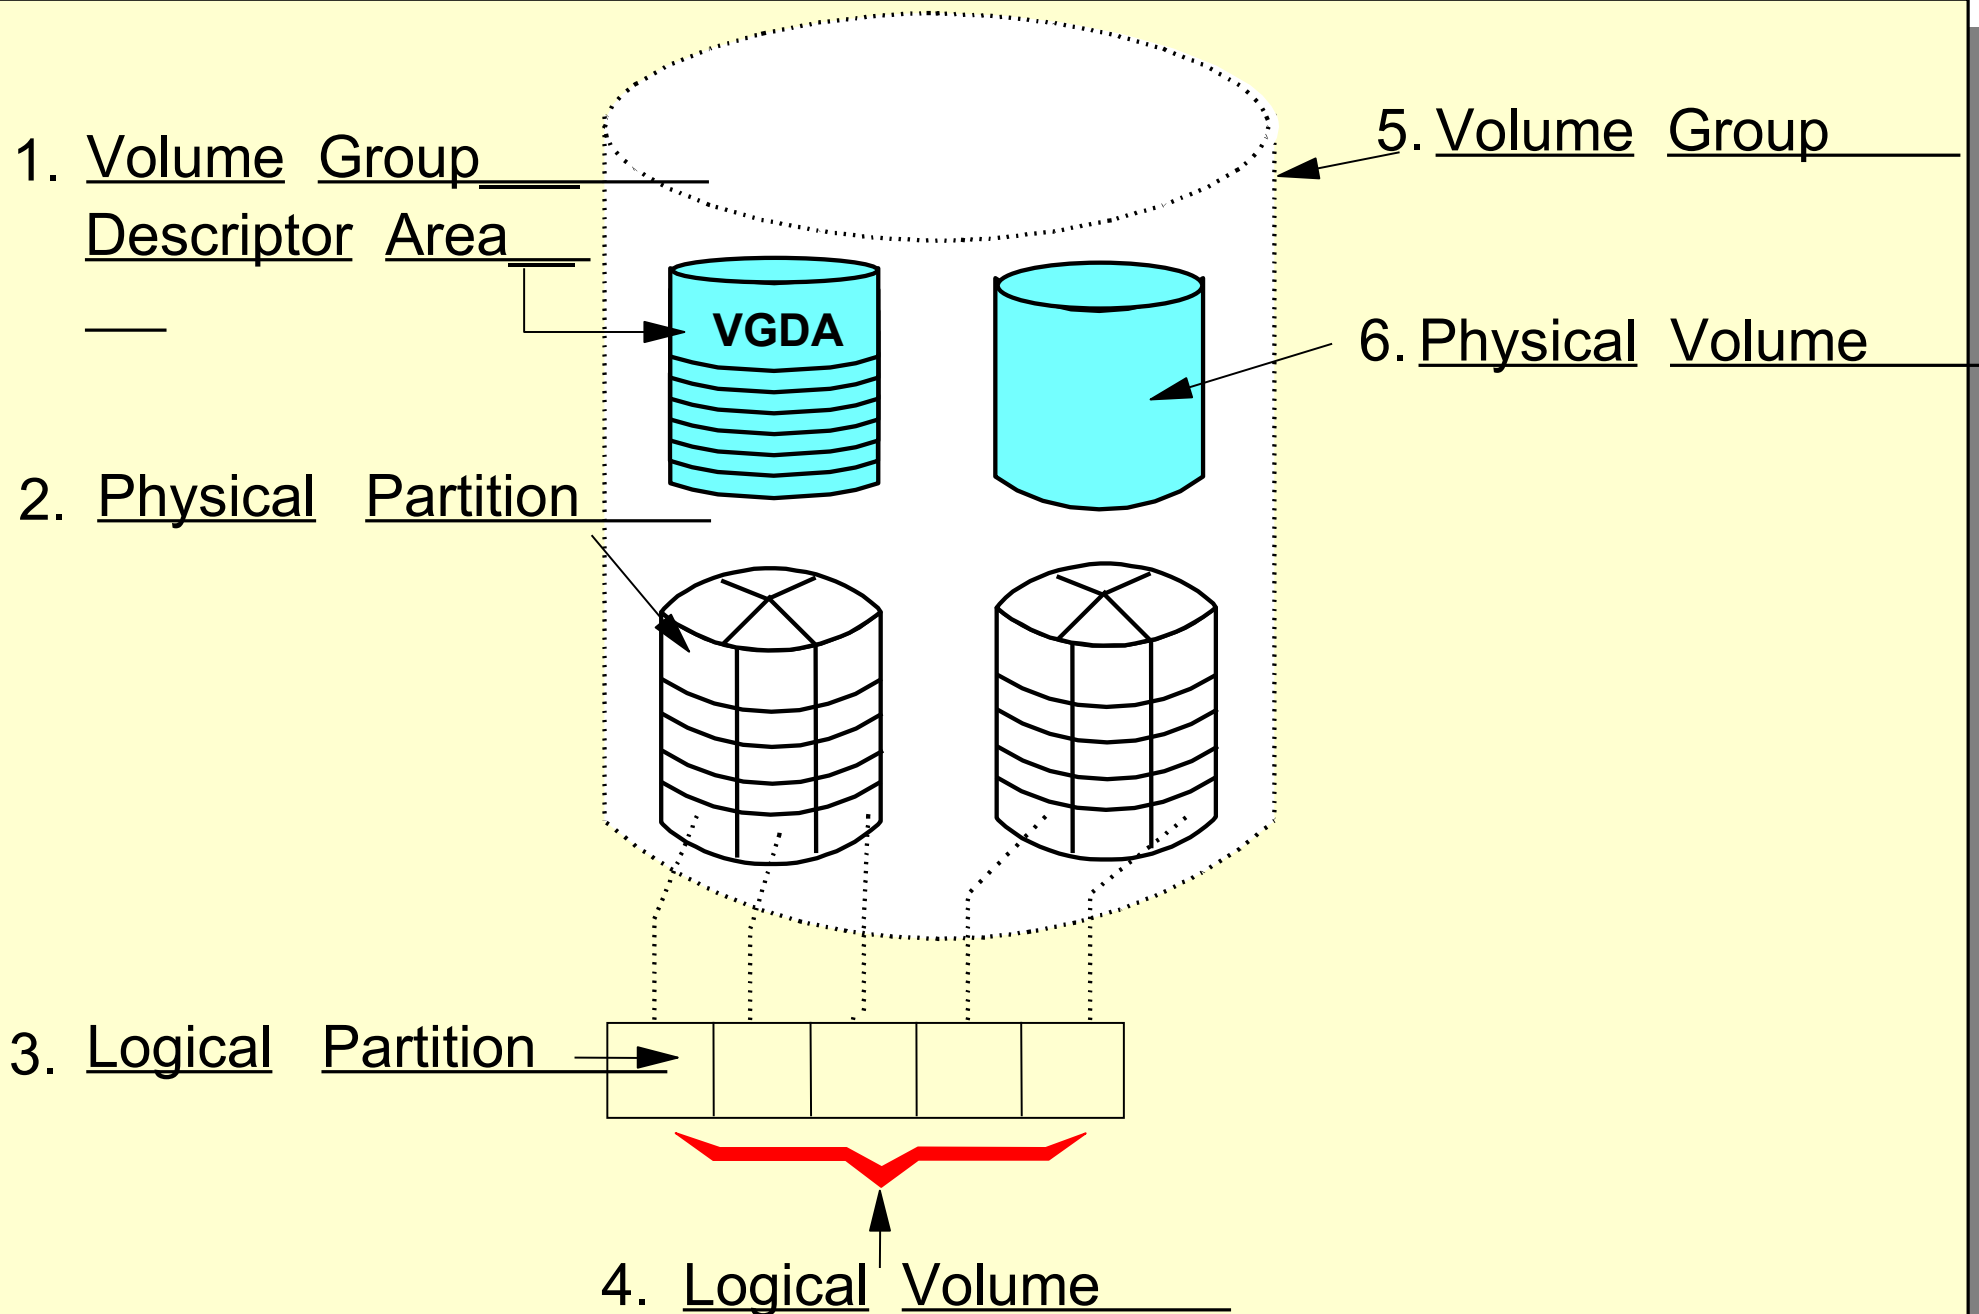 1. Volume Group
Descriptor Area
VGDA
2. Physical Partition
3. Logical Partition
4. Logical Volume
5. Volume Group
6. Physical Volume